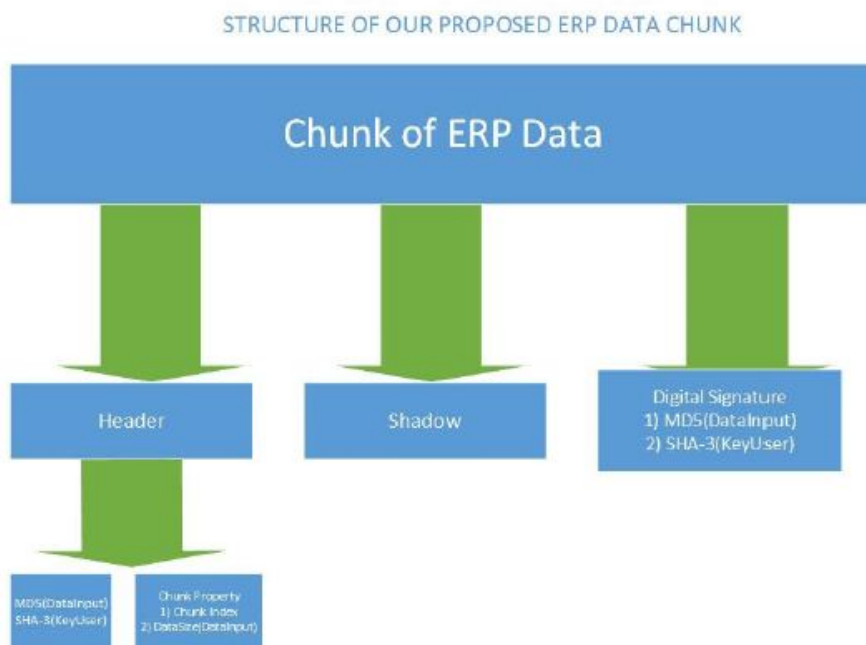 STRUCTURE OF OUR PROPOSED ERP DATA CHUNK
Chunk of ERP Data
Header
Shadow
Digital Signature
1) MD5(DataInput)
2) SHA-3(KeyUser)
MD5(DataInput)
SHA-3(KeyUser)
Chunk Property
1) Chunk Index
2) DataSize(DataInput)